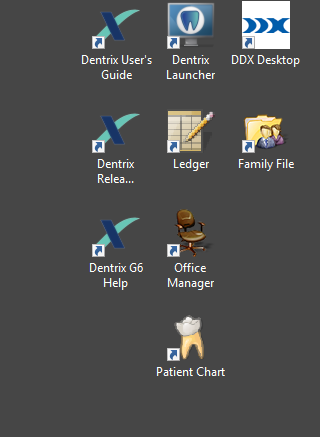 DDX
Dentrix User's
Guide
Dentrix
Launcher
DDX Desktop
Dentrix
Relea...
Ledger
Family File
Dentrix G6
Help
Office
Manager
Patient Chart